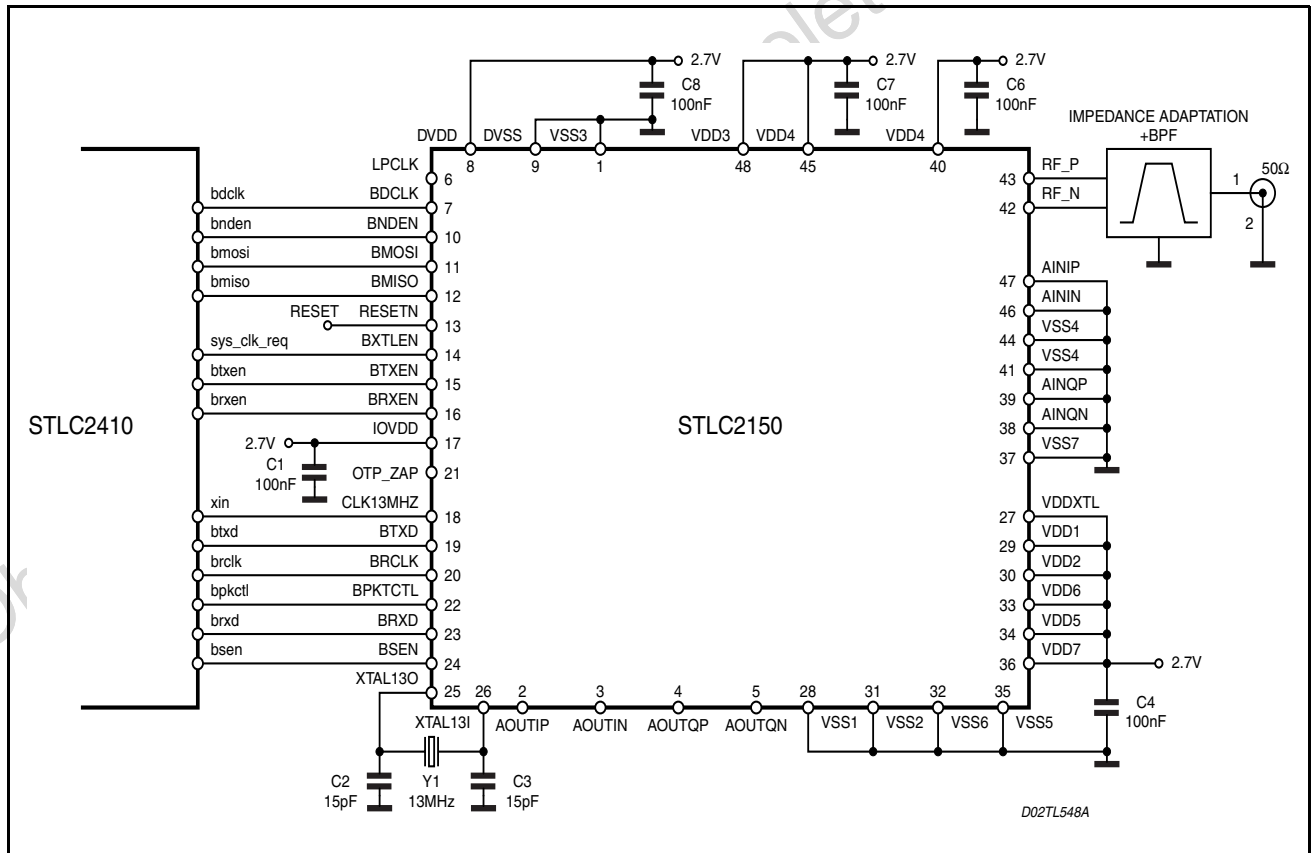 2.7V 2.7V 2.7V
C8 C7 C6
100nF 100nF 100nF
IMPEDANCE ADAPTATION
+BPF
DVDD DVSS VSS3 VDD3 VDD4 VDD4
8 9 1 48 45 40
LPCLK 6
bdclk BDCLK 7
bnden BNDEN 10
bmosi BMOSI 11
bmiso BMISO 12
RESET RESETN 13
sys_clk_req BXTLEN 14
btxen BTXEN 15
brxen BRXEN 16
IOVDD 17
2.7V
C1
100nF
OTP_ZAP 21
xin CLK13MHZ 18
btxd BTXD 19
brclk BRCLK 20
bpkctl BPKTCTL 22
brxd BRXD 23
bsen BSEN 24
XTAL13O 25
STLC2410
STLC2150
43 RF_P
42 RF_N
1 50Ω
2
47 AINIP
46 AININ
44 VSS4
41 VSS4
39 AINQP
38 AINQN
37 VSS7
27 VDDXTL
29 VDD1
30 VDD2
33 VDD6
34 VDD5
36 VDD7
2.7V
C4
100nF
26 2 3 4 5 28 31 32 35
XTAL13I AOUTIP AOUTIN AOUTQP AOUTQN VSS1 VSS2 VSS6 VSS5
C2 Y1 C3
15pF 13MHz 15pF
D02TL548A